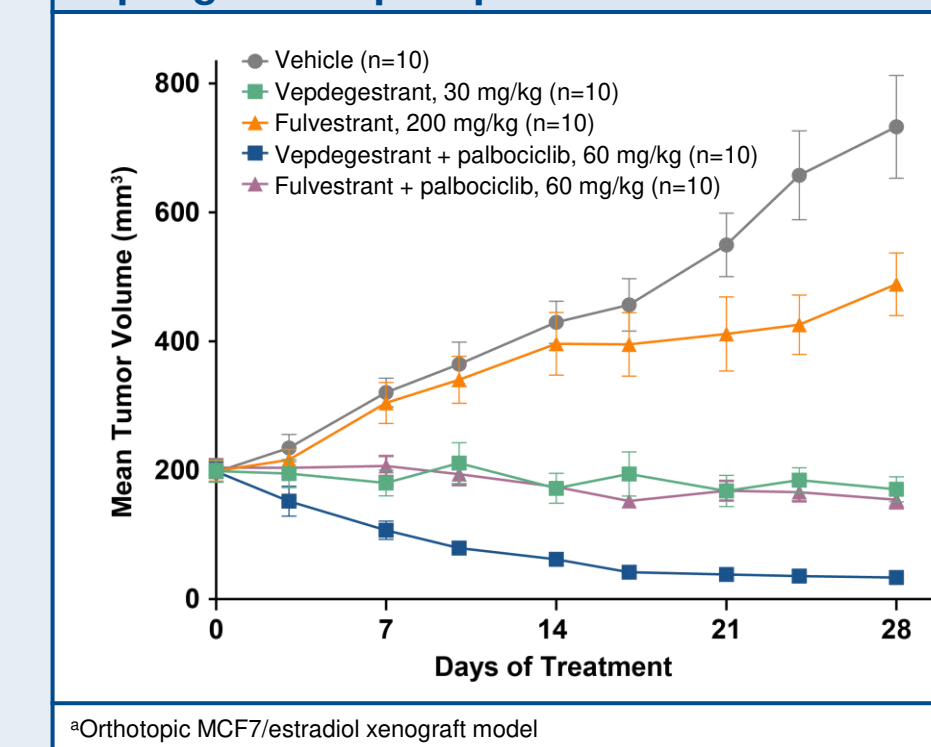 Vehicle (n=10)
Vepdegestrant, 30 mg/kg (n=10)
Fulvestrant, 200 mg/kg (n=10)
Vepdegestrant + palbociclib, 60 mg/kg (n=10)
Fulvestrant + palbociclib, 60 mg/kg (n=10)
Mean Tumor Volume (mm³)
800
600
400
200
0
0 7 14 21 28
Days of Treatment
ᵃOrthotopic MCF7/estradiol xenograft model